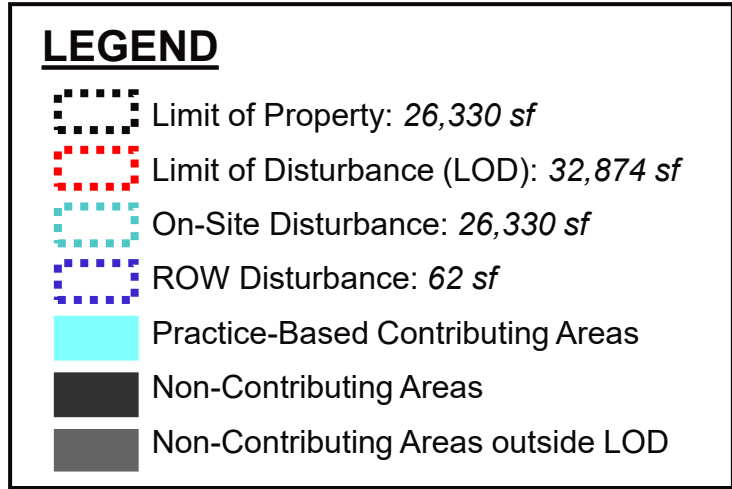 LEGEND
Limit of Property: 26,330 sf
Limit of Disturbance (LOD): 32,874 sf
On-Site Disturbance: 26,330 sf
ROW Disturbance: 62 sf
Practice-Based Contributing Areas
Non-Contributing Areas
Non-Contributing Areas outside LOD